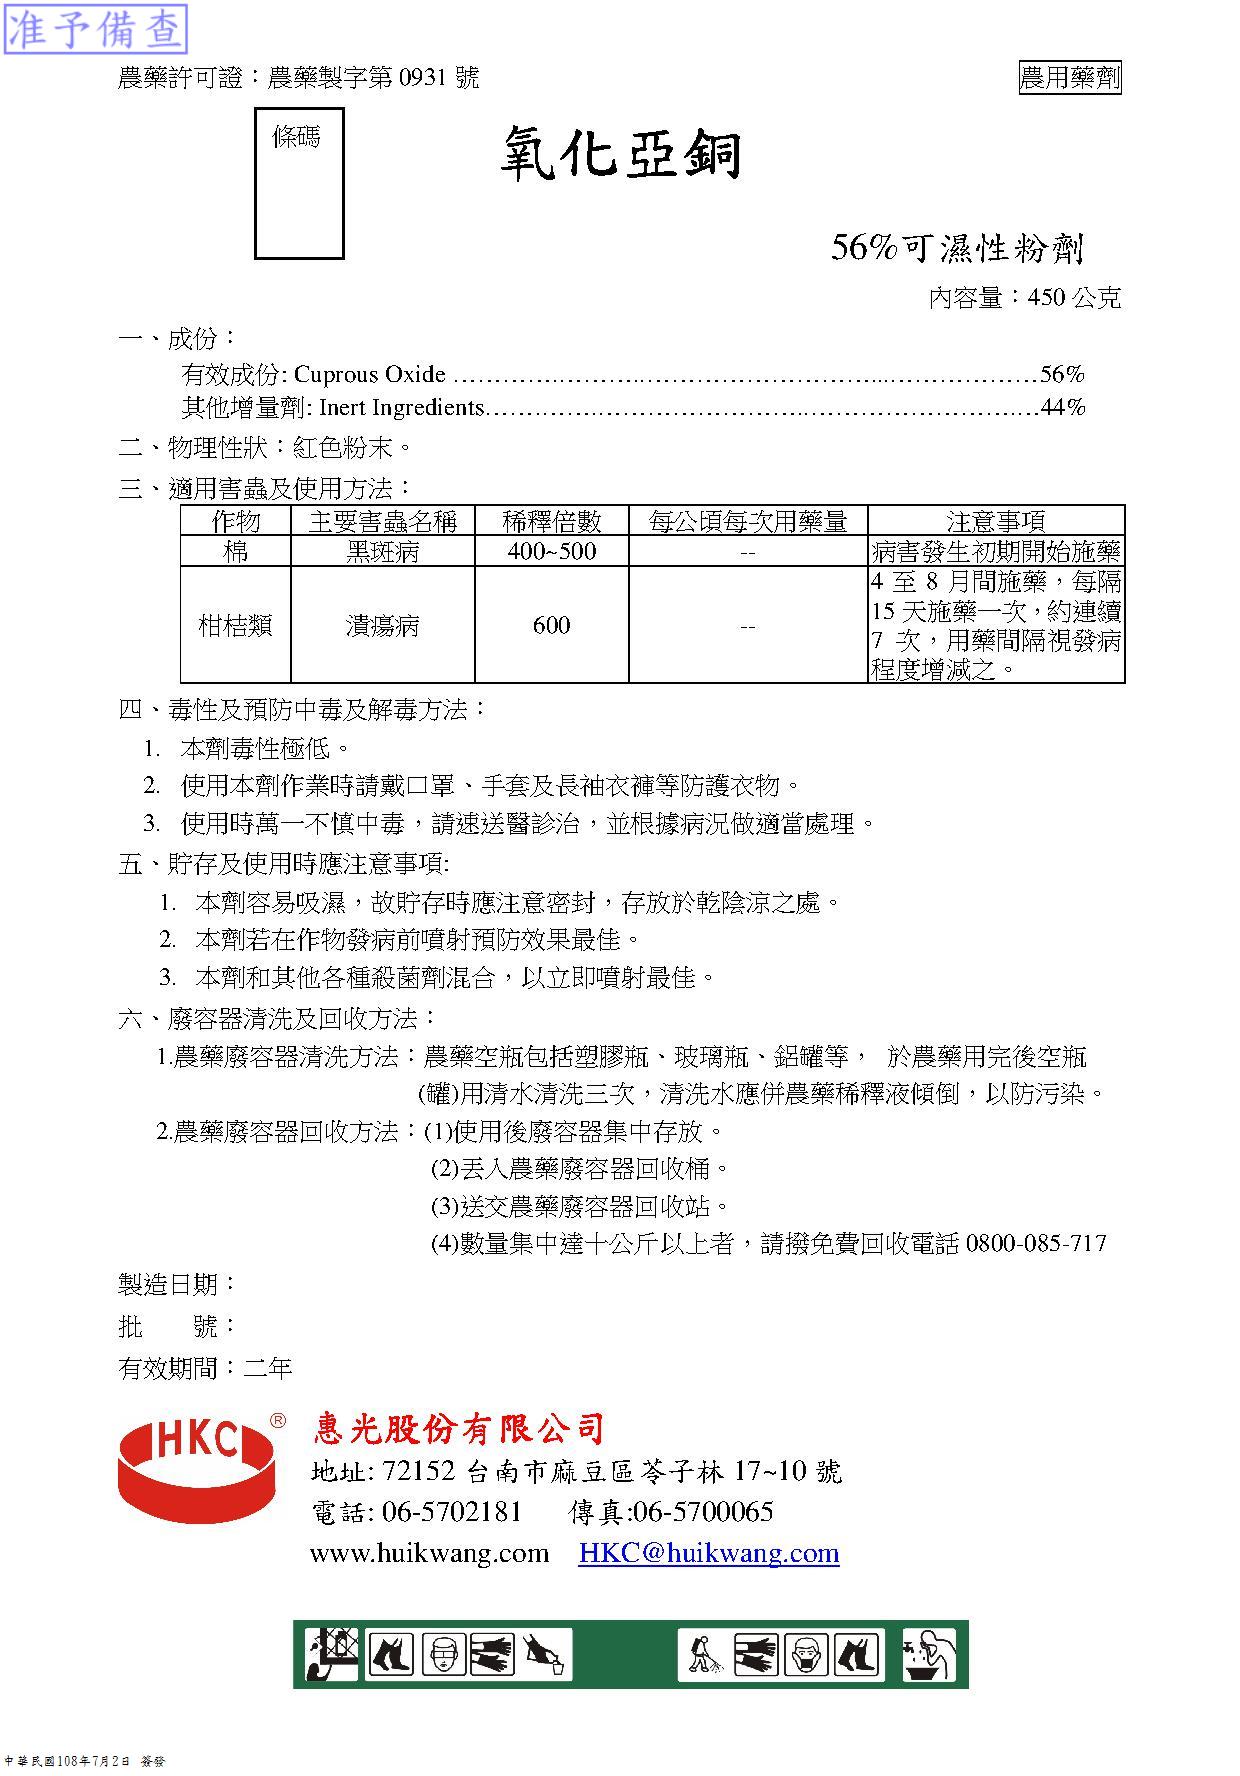 准予備查
農藥許可證：農藥製字第 0931 號
農用藥劑
條碼
氧化亞銅
56%可濕性粉劑
內容量：450 公克
一、成份：
有效成份: Cuprous Oxide ………………………………………………………………56%
其他增量劑: Inert Ingredients……………………………………………………………44%
二、物理性狀：紅色粉末。
三、適用害蟲及使用方法：
作物 主要害蟲名稱 稀釋倍數 每公頃每次用藥量 注意事項
棉 黑斑病 400~500 -- 病害發生初期開始施藥
柑桔類 潰瘍病 600 -- 4 至 8 月間施藥，每隔
15 天施藥一次，約連續
7 次，用藥間隔視發病
程度增減之。
四、毒性及預防中毒及解毒方法：
1. 本劑毒性極低。
2. 使用本劑作業時請戴口罩、手套及長袖衣褲等防護衣物。
3. 使用時萬一不慎中毒，請速送醫診治，並根據病況做適當處理。
五、貯存及使用時應注意事項:
1. 本劑容易吸濕，故貯存時應注意密封，存放於乾陰涼之處。
2. 本劑若在作物發病前噴射預防效果最佳。
3. 本劑和其他各種殺菌劑混合，以立即噴射最佳。
六、廢容器清洗及回收方法：
1.農藥廢容器清洗方法：農藥空瓶包括塑膠瓶、玻璃瓶、鋁罐等， 於農藥用完後空瓶
(罐)用清水清洗三次，清洗水應併農藥稀釋液傾倒，以防污染。
2.農藥廢容器回收方法：(1)使用後廢容器集中存放。
(2)丟入農藥廢容器回收桶。
(3)送交農藥廢容器回收站。
(4)數量集中達十公斤以上者，請撥免費回收電話 0800-085-717
製造日期：
批　　號：
有效期間：二年
HKC ® 惠光股份有限公司
地址: 72152 台南市麻豆區苓子林 17~10 號
電話: 06-5702181 傳真:06-5700065
www.huikwang.com HKC@huikwang.com
中華民國108年7月2日 簽發